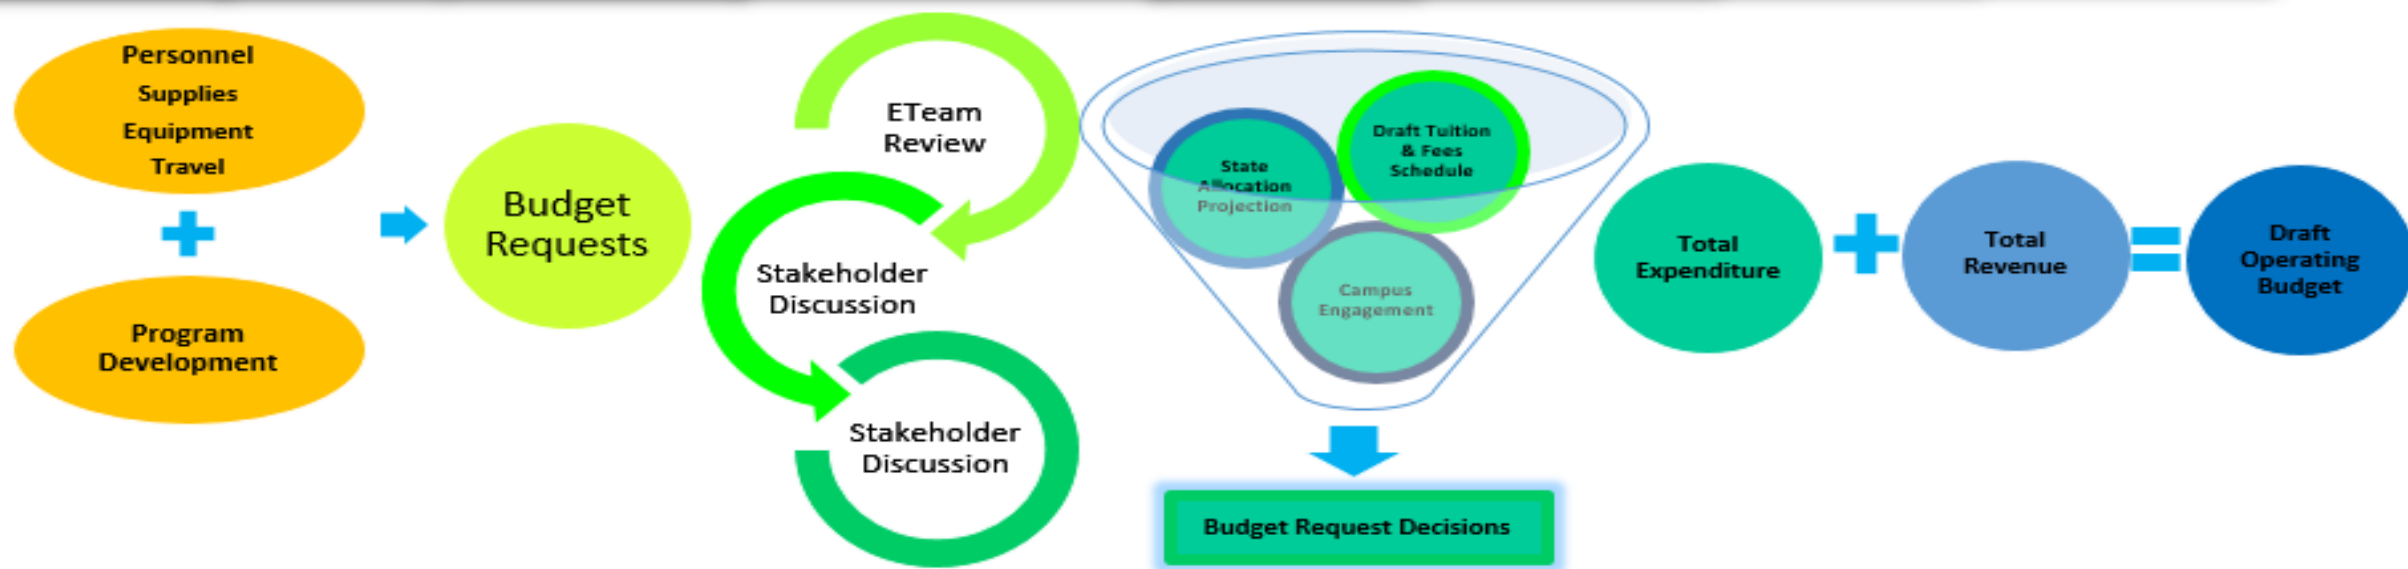 Personnel
Supplies
Equipment
Travel
Program
Development
Budget
Requests
ETeam
Review
Stakeholder
Discussion
Stakeholder
Discussion
State
Allocation
Projection
Draft Tuition
& Fees
Schedule
Campus
Engagement
Budget Request Decisions
Total
Expenditure
Total
Revenue
Draft
Operating
Budget